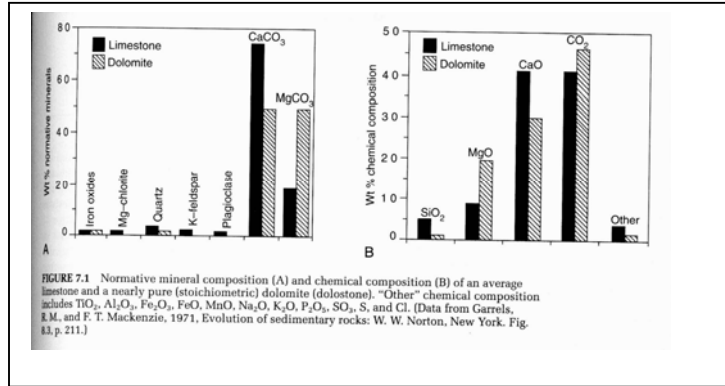 80
60
40
20
0
Wt % normative minerals
Limestone
Dolomite
CaCO3
MgCO3
Iron oxides
Mg–chlorite
Quartz
K–feldspar
Plagioclase
A
50
40
30
20
10
0
Wt % chemical composition
Limestone
Dolomite
CO2
CaO
MgO
SiO2
Other
B
FIGURE 7.1 Normative mineral composition (A) and chemical composition (B) of an average
limestone and a nearly pure (stoichiometric) dolomite (dolostone). "Other" chemical composition
includes TiO2, Al2O3, Fe2O3, FeO, MnO, Na2O, K2O, P2O5, SO3, S, and Cl. (Data from Garrels,
R. M., and F. T. Mackenzie, 1971, Evolution of sedimentary rocks: W. W. Norton, New York. Fig.
8.3, p. 211.)